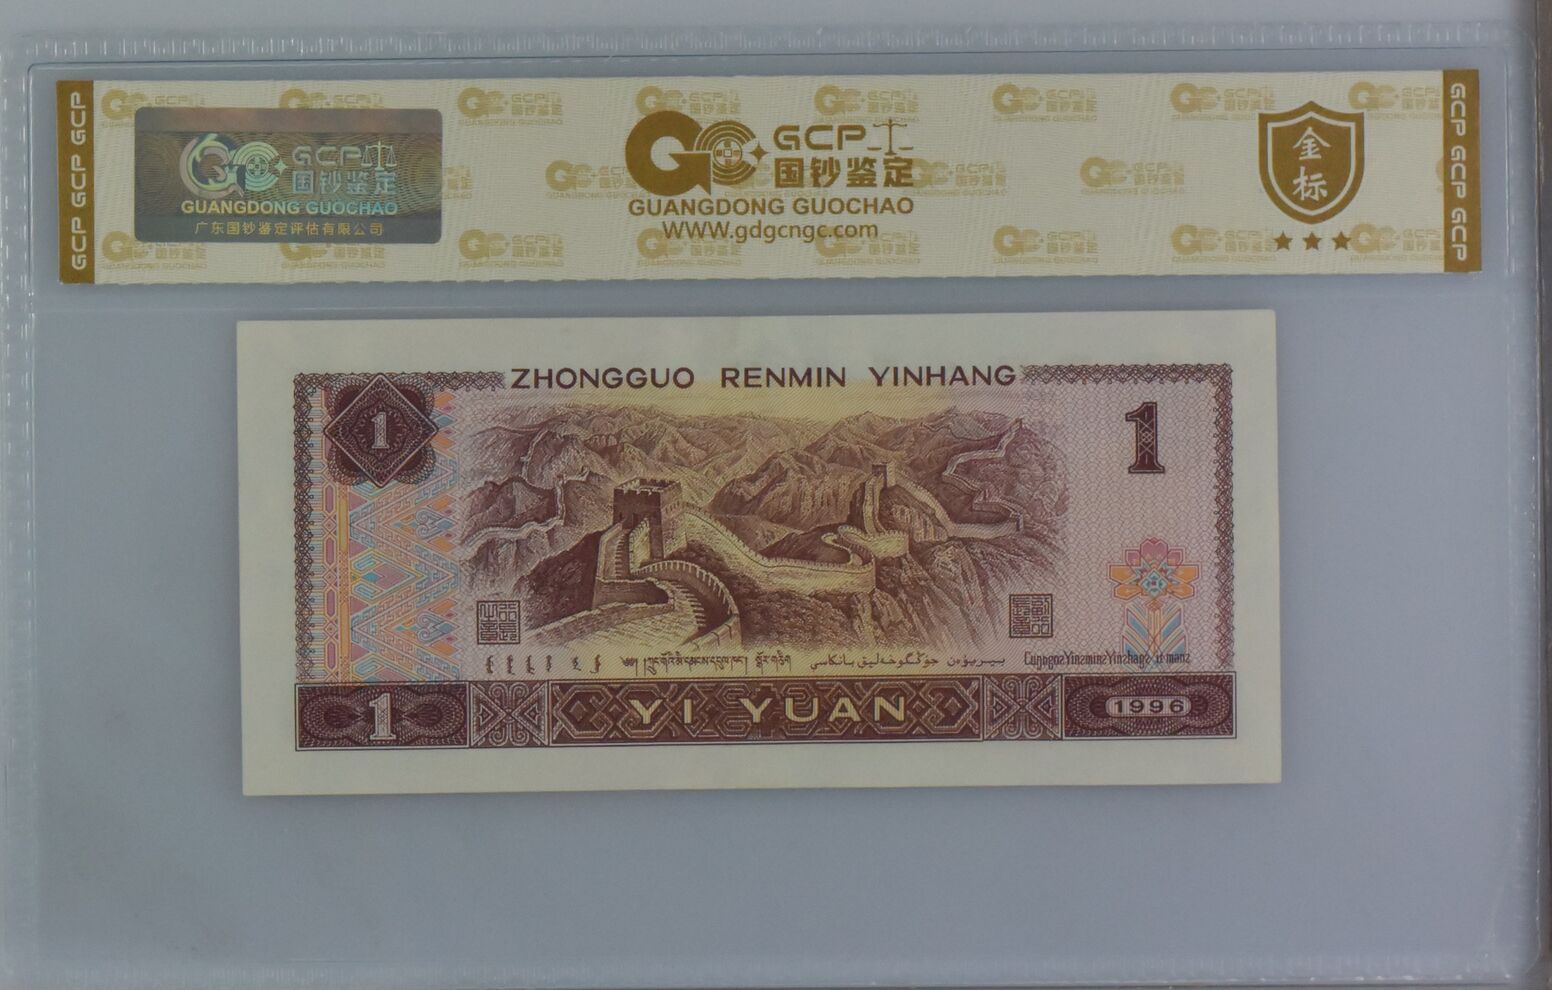 GCP GCP GCP
GCP 国钞鉴定
GUANGDONG GUOCHAO
广东国钞鉴定评估有限公司
GCP
国钞鉴定
GUANGDONG GUOCHAO
WWW.gdgcngc.com
金标
GCP GCP GCP
ZHONGGUO RENMIN YINHANG
1
1
1
YI YUAN
1996